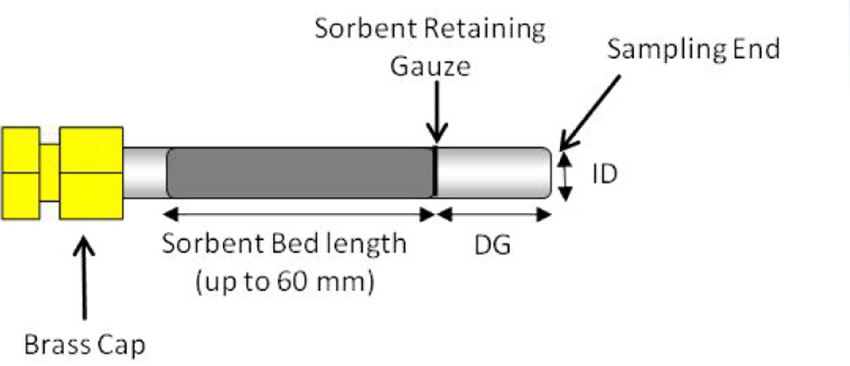 Sorbent Retaining
Gauze
Sampling End
ID
Sorbent Bed length
(up to 60 mm)
DG
Brass Cap